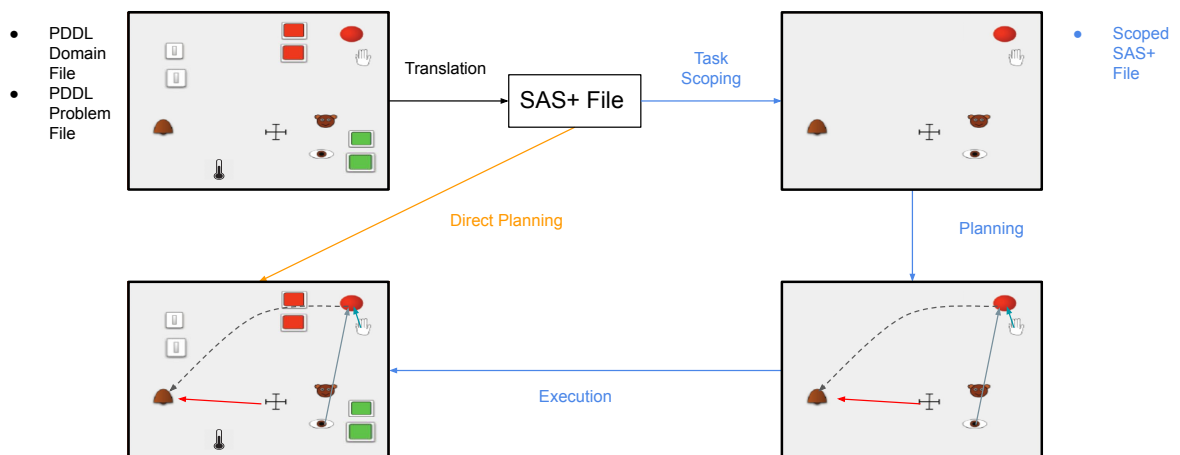 PDDL
Domain
File
PDDL
Problem
File
Translation
SAS+ File
Task
Scoping
Scoped
SAS+
File
Direct Planning
Planning
Execution